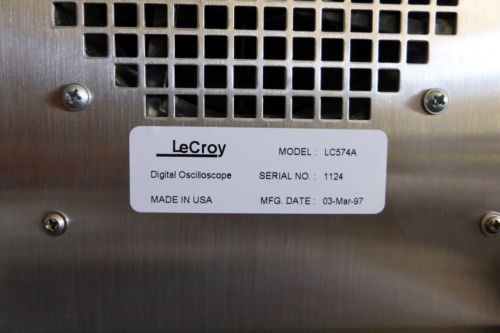 LeCroy MODEL : LC574A
Digital Oscilloscope SERIAL NO. : 1124
MADE IN USA MFG. DATE : 03-Mar-97